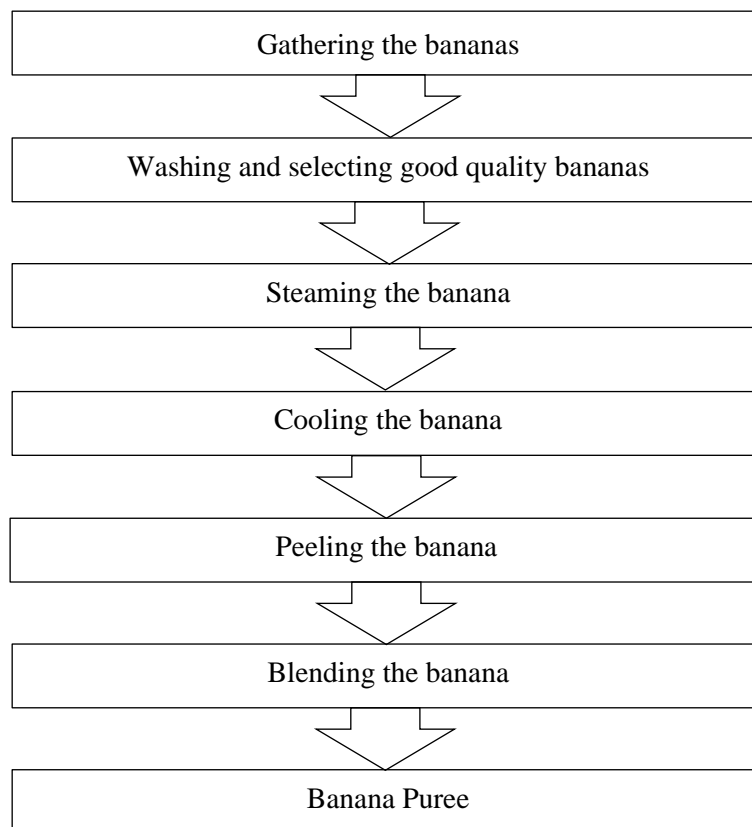 Gathering the bananas
Washing and selecting good quality bananas
Steaming the banana
Cooling the banana
Peeling the banana
Blending the banana
Banana Puree